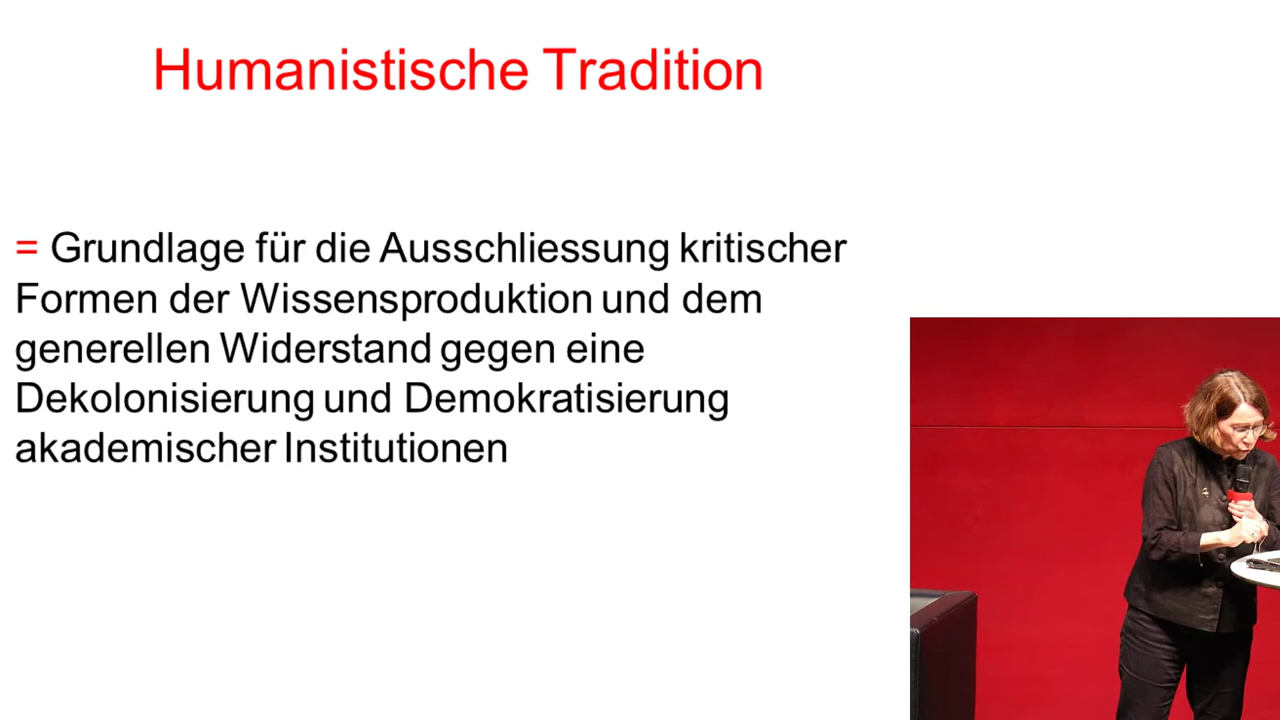 Humanistische Tradition
= Grundlage für die Ausschliessung kritischer
Formen der Wissensproduktion und dem
generellen Widerstand gegen eine
Dekolonisierung und Demokratisierung
akademischer Institutionen